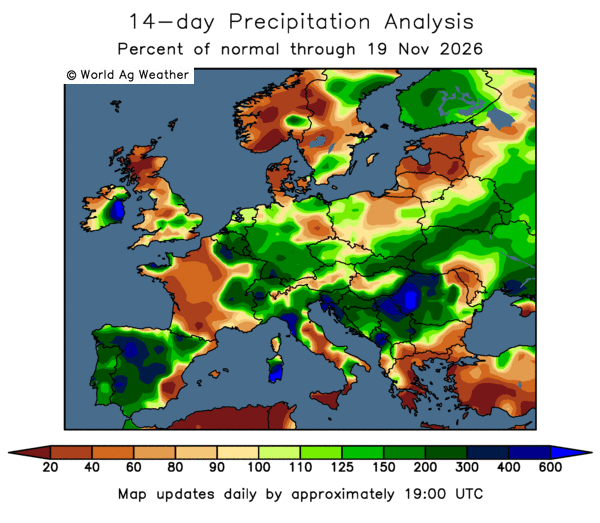 14-day Precipitation Analysis
Percent of normal through 19 Nov 2026
© World Ag Weather
20 40 60 80 90 100 110 125 150 200 300 400 600
Map updates daily by approximately 19:00 UTC